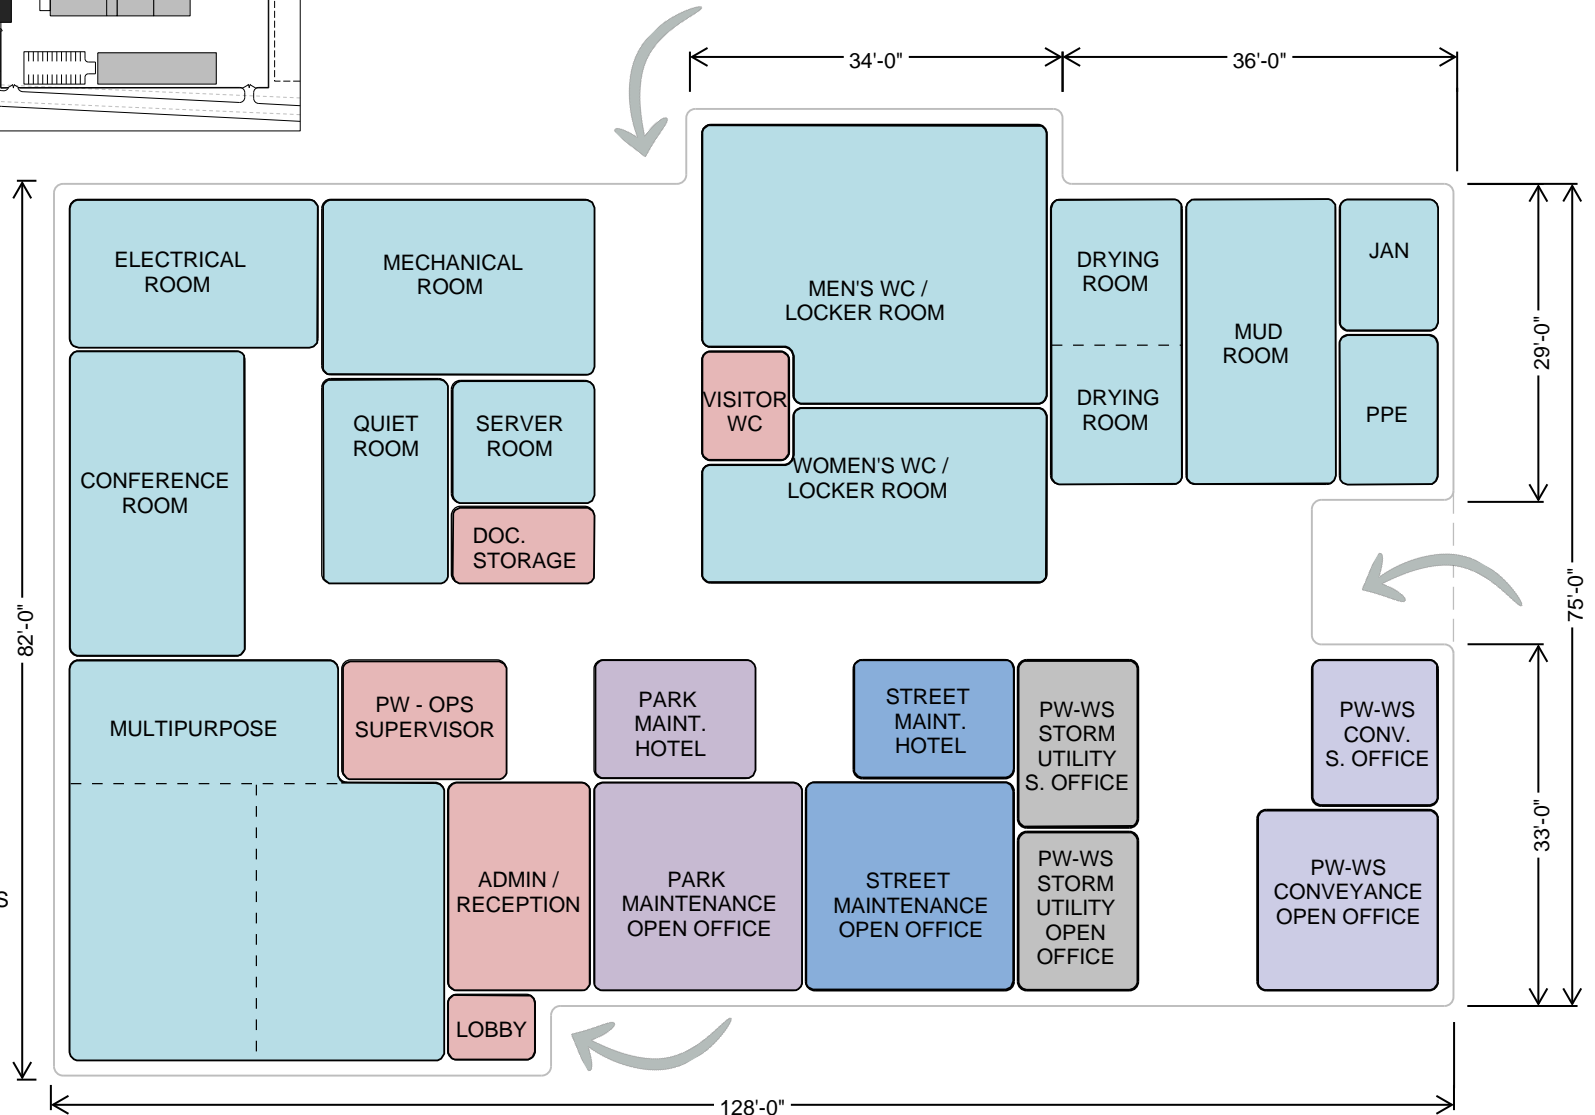 34'-0"
36'-0"
ELECTRICAL
ROOM
MECHANICAL
ROOM
MEN'S WC /
LOCKER ROOM
DRYING
ROOM
MUD
ROOM
JAN
29'-0"
CONFERENCE
ROOM
QUIET
ROOM
SERVER
ROOM
VISITOR
WC
DRYING
ROOM
PPE
WOMEN'S WC /
LOCKER ROOM
DOC.
STORAGE
82'-0"
75'-0"
MULTIPURPOSE
PW - OPS
SUPERVISOR
PARK
MAINT.
HOTEL
STREET
MAINT.
HOTEL
PW-WS
STORM
UTILITY
S. OFFICE
PW-WS
CONV.
S. OFFICE
33'-0"
S
ADMIN /
RECEPTION
PARK
MAINTENANCE
OPEN OFFICE
STREET
MAINTENANCE
OPEN OFFICE
PW-WS
STORM
UTILITY
OPEN
OFFICE
PW-WS
CONVEYANCE
OPEN OFFICE
LOBBY
128'-0"